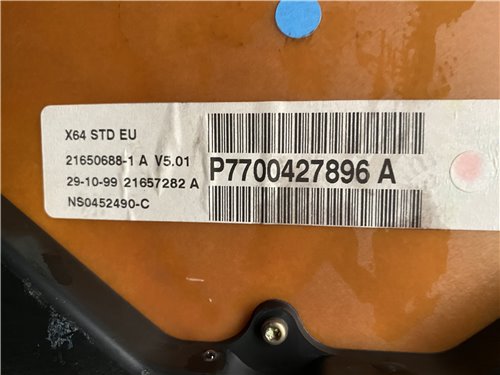 X64 STD EU
21650688-1 A V5.01
29-10-99 21657282 A
NS0452490-C
P7700427896 A